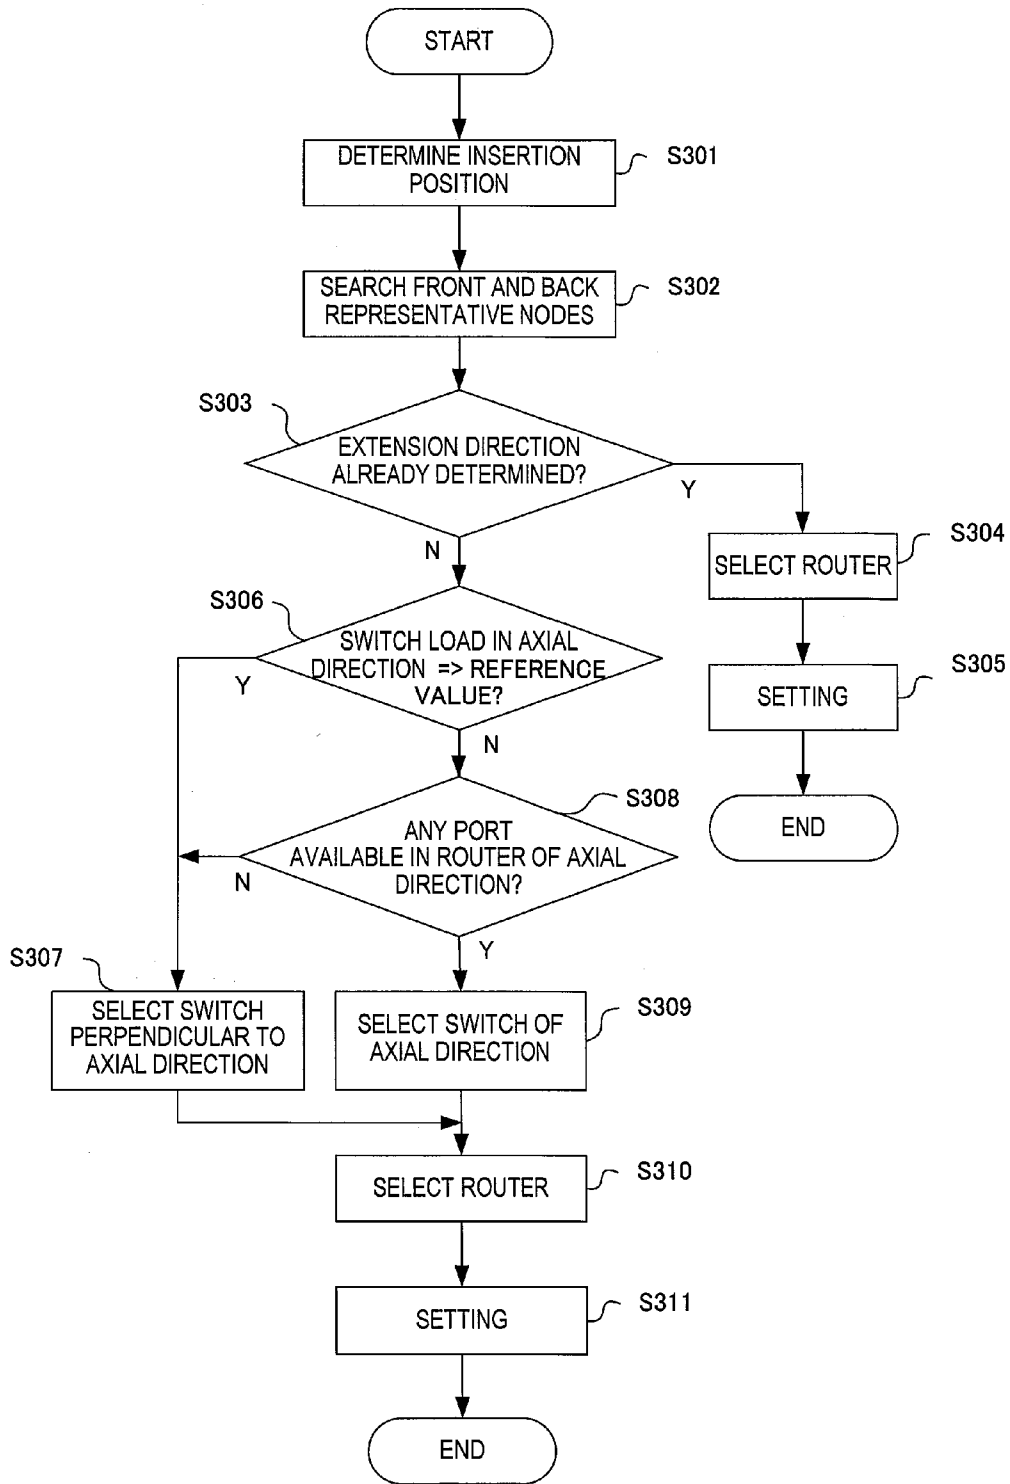 START
DETERMINE INSERTION
POSITION
S301
SEARCH FRONT AND BACK
REPRESENTATIVE NODES
S302
S303
EXTENSION DIRECTION
ALREADY DETERMINED?
Y
N
S304
SELECT ROUTER
S306
SWITCH LOAD IN AXIAL
DIRECTION => REFERENCE
VALUE?
Y
N
S305
SETTING
S308
ANY PORT
AVAILABLE IN ROUTER OF AXIAL
DIRECTION?
N
Y
END
S307
SELECT SWITCH
PERPENDICULAR TO
AXIAL DIRECTION
S309
SELECT SWITCH OF
AXIAL DIRECTION
S310
SELECT ROUTER
S311
SETTING
END